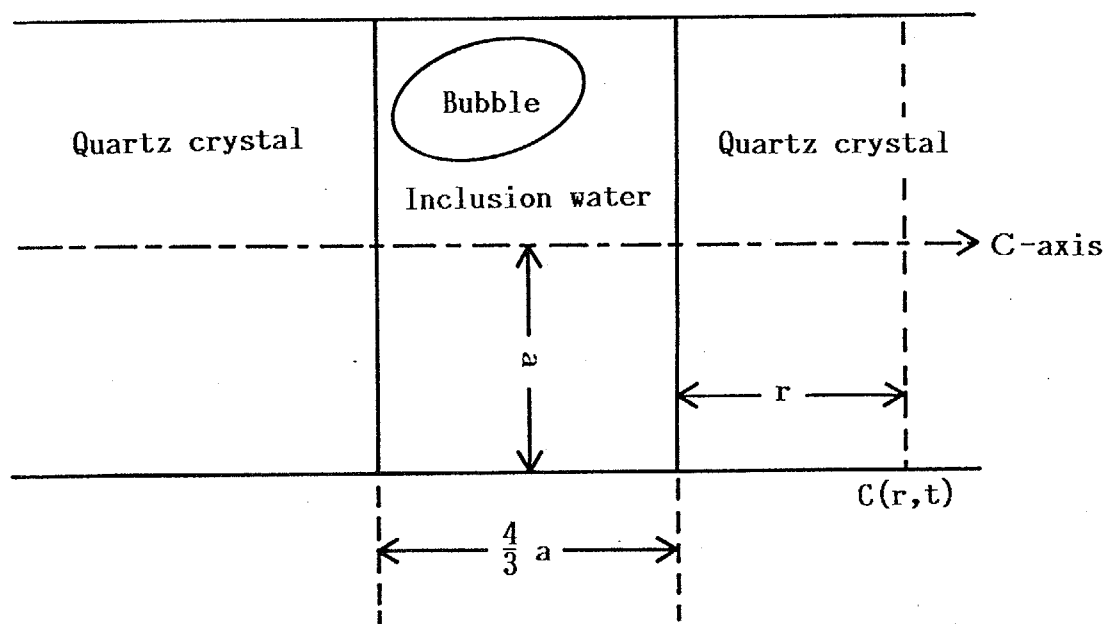 Bubble
Quartz crystal
Quartz crystal
Inclusion water
C-axis
a
r
C(r,t)
4/3 a